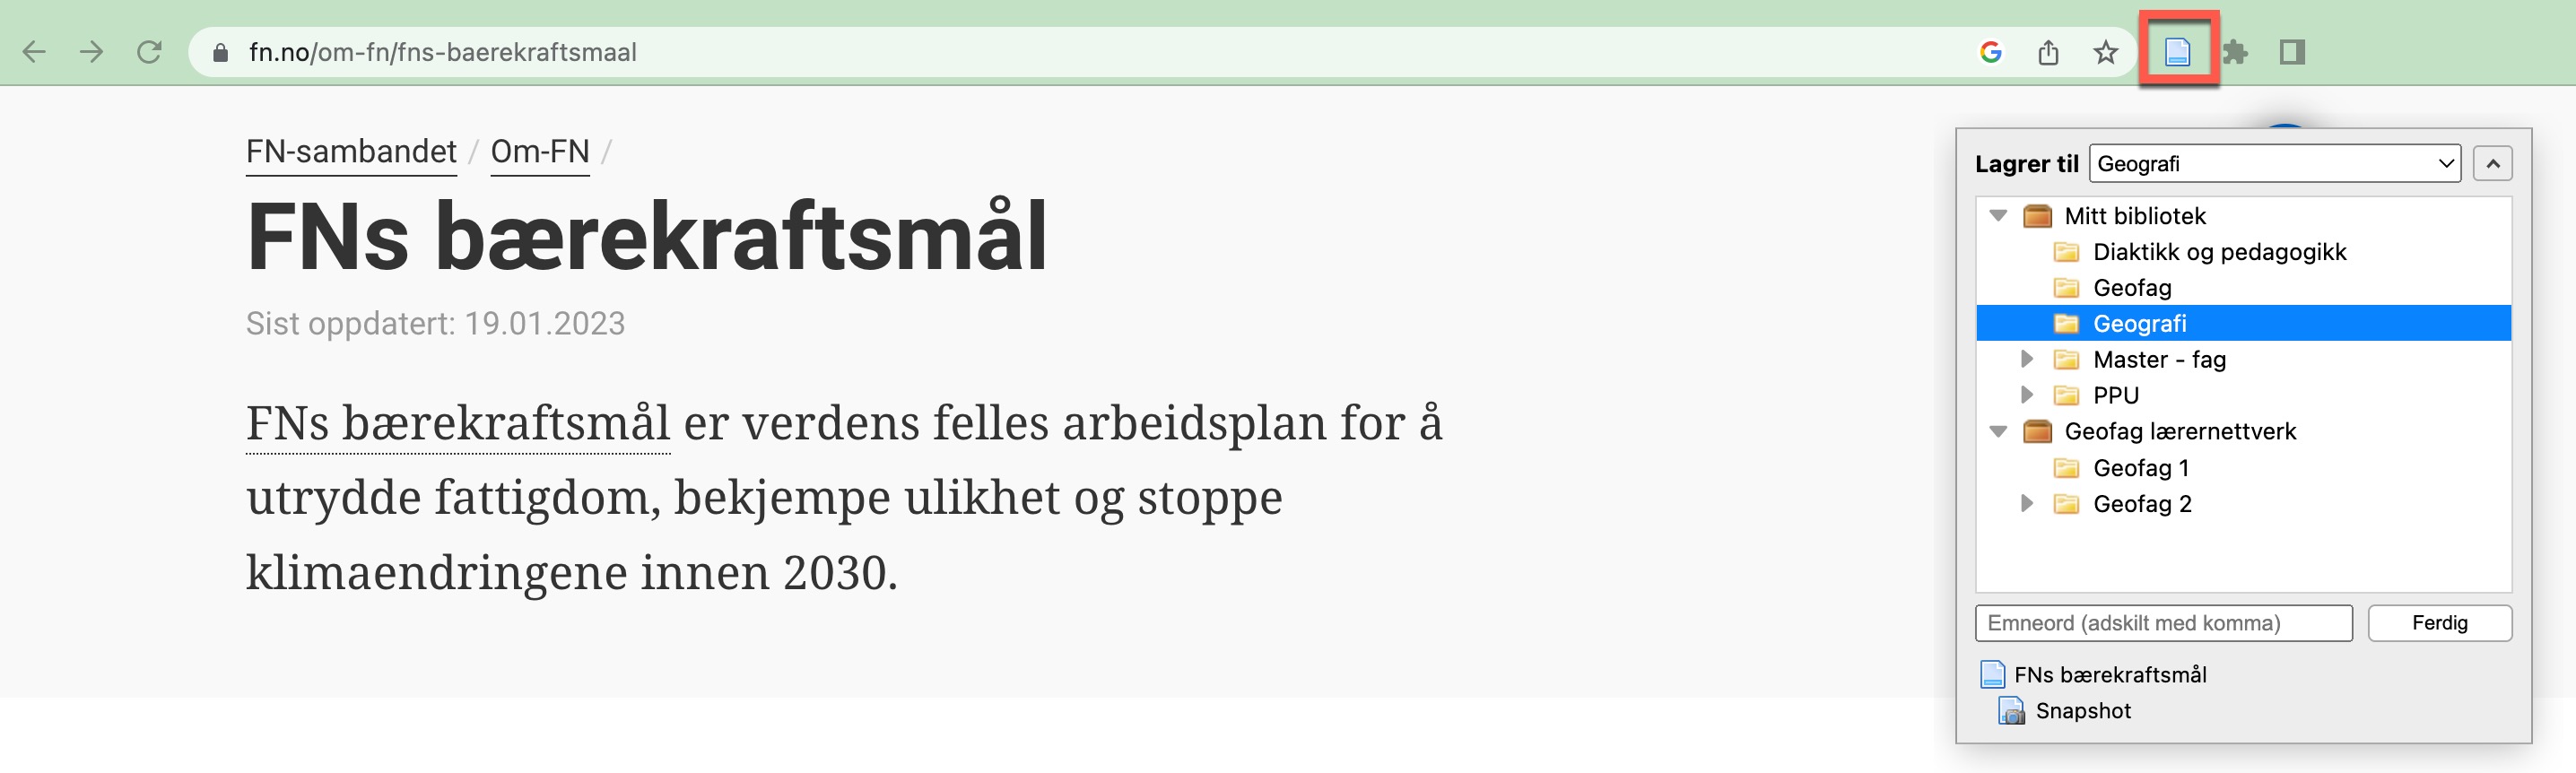 fn.no/om-fn/fns-baerekraftsmaal
FN-sambandet / Om-FN /
FNs bærekraftsmål
Sist oppdatert: 19.01.2023
FNs bærekraftsmål er verdens felles arbeidsplan for å
utrydde fattigdom, bekjempe ulikhet og stoppe
klimaendringene innen 2030.
Lagrer til Geografi
Mitt bibliotek
Diaktikk og pedagogikk
Geofag
Geografi
Master - fag
PPU
Geofag lærernettverk
Geofag 1
Geofag 2
Emneord (adskilt med komma) Ferdig
FNs bærekraftsmål
Snapshot